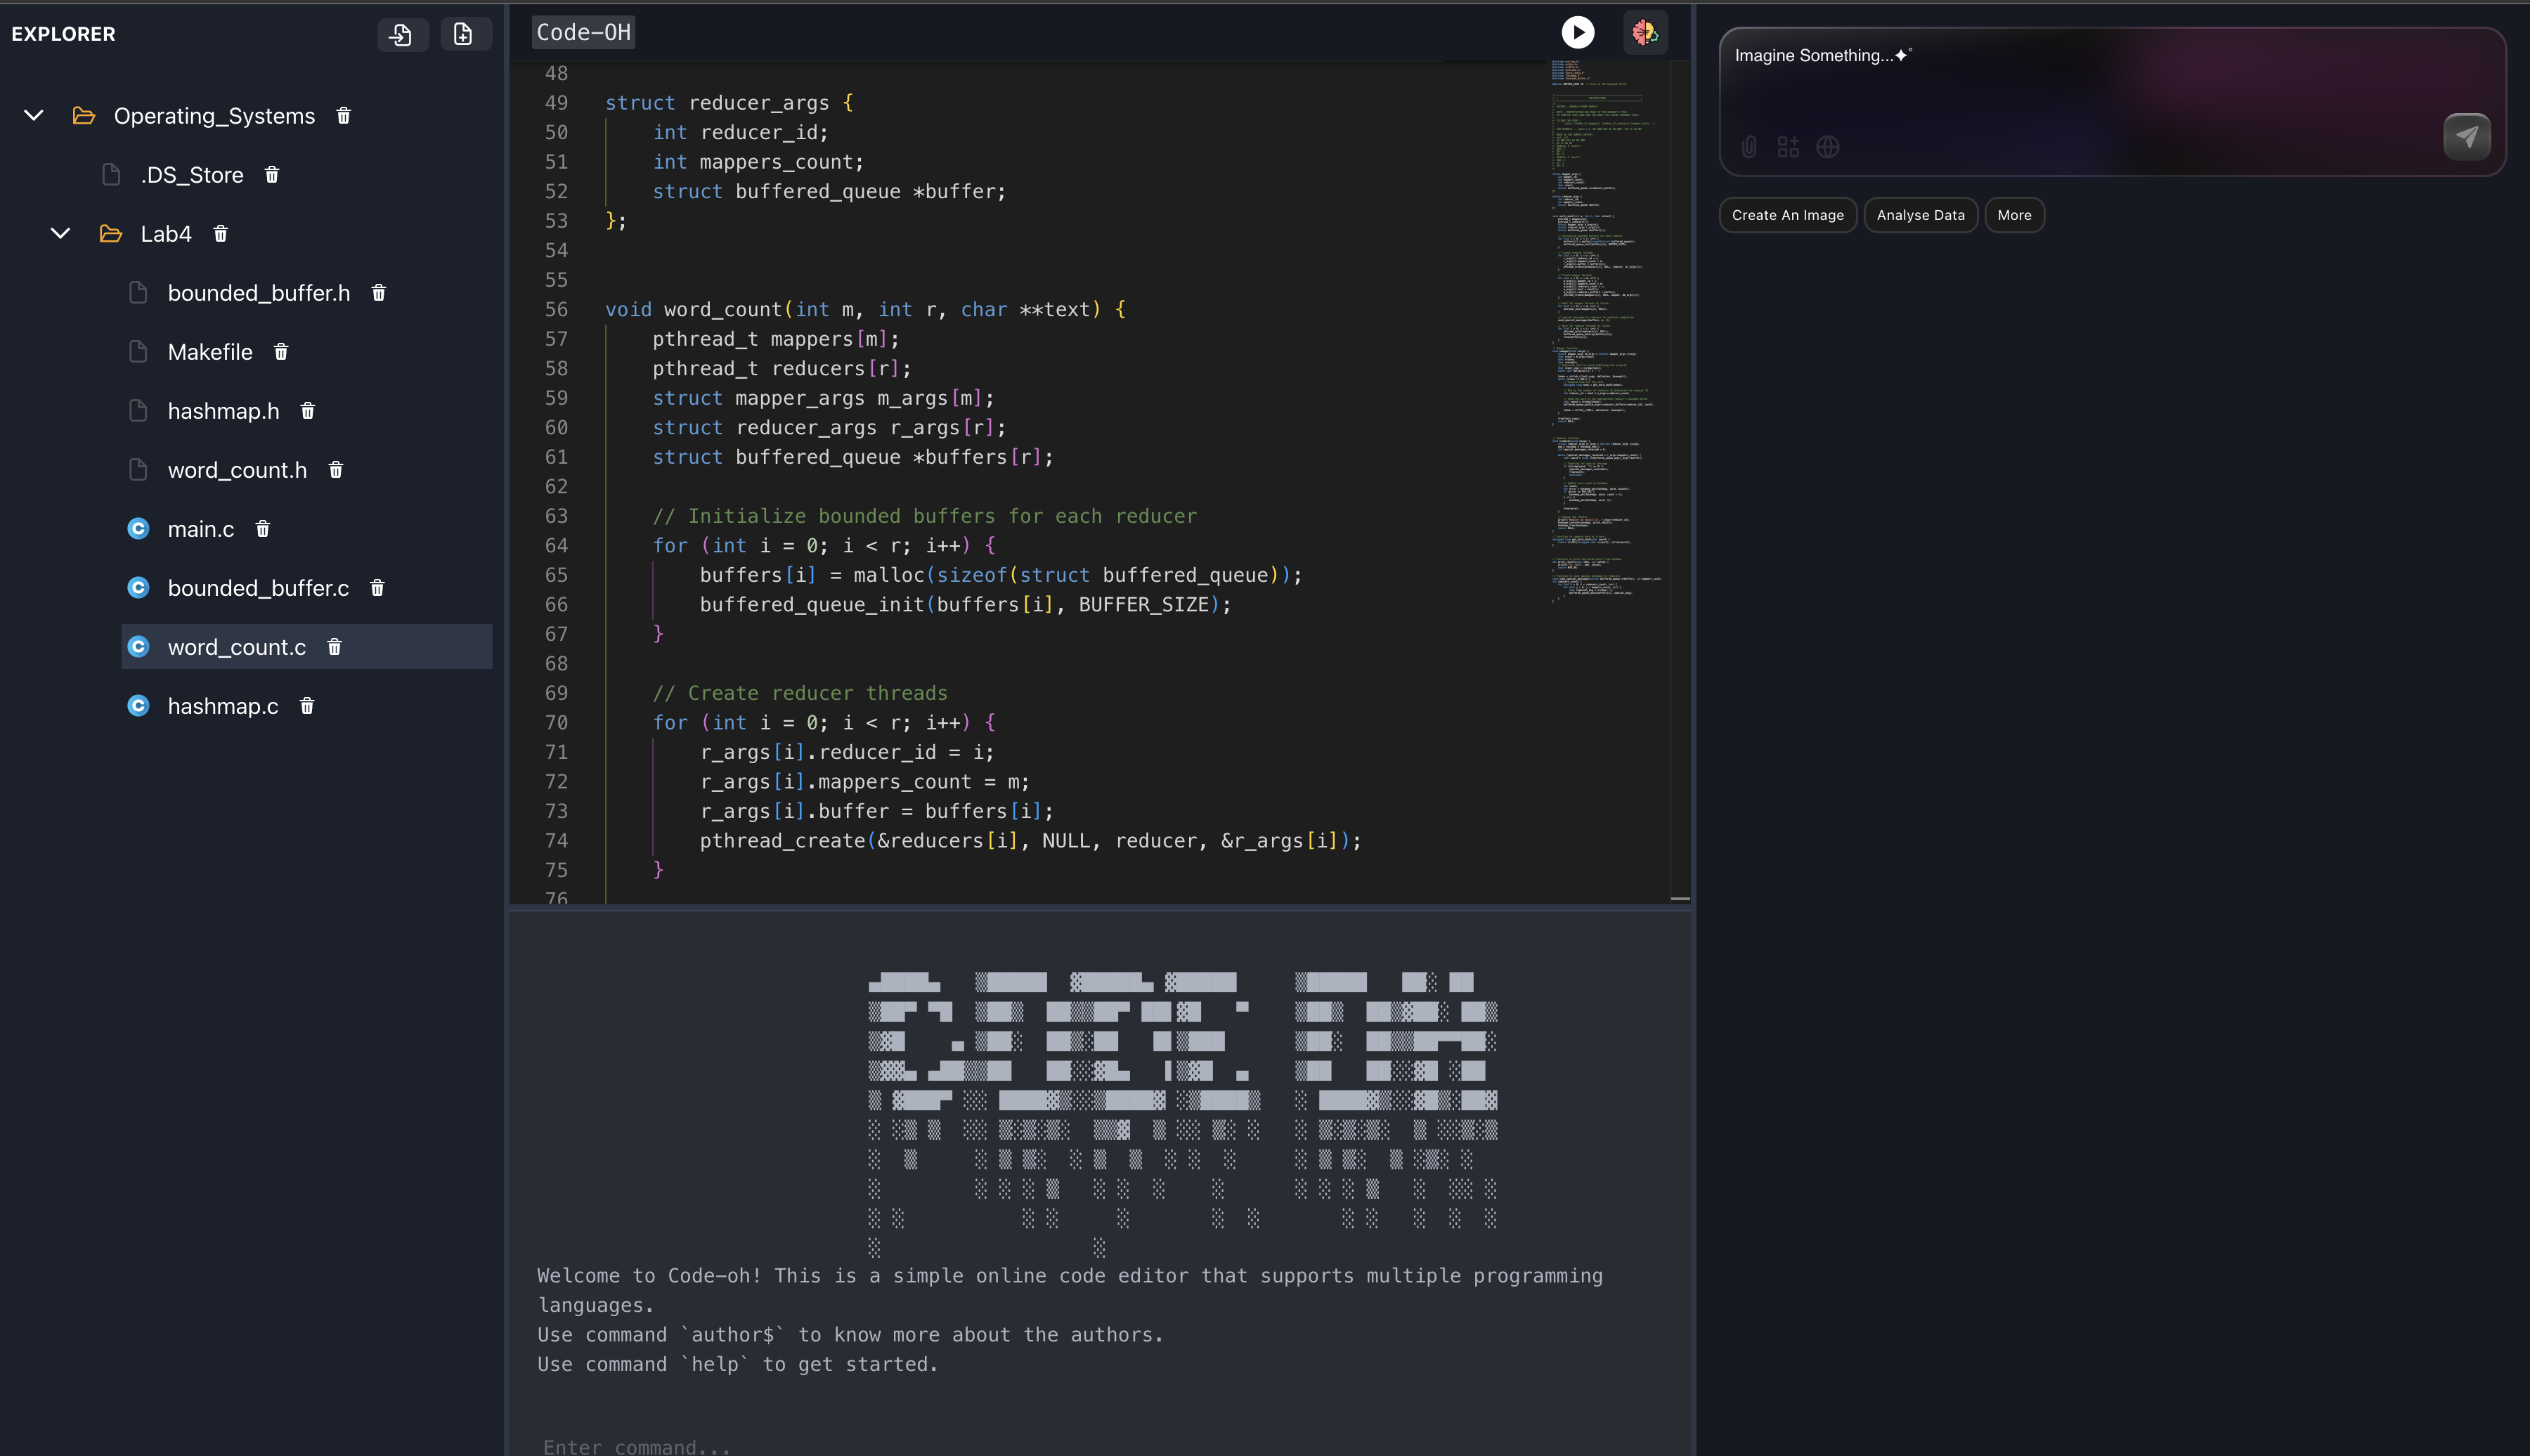 EXPLORER
Operating_Systems
.DS_Store
Lab4
bounded_buffer.h
Makefile
hashmap.h
word_count.h
main.c
bounded_buffer.c
word_count.c
hashmap.c
Code-OH
48
49 struct reducer_args {
50     int reducer_id;
51     int mappers_count;
52     struct buffered_queue *buffer;
53 };
54
55
56 void word_count(int m, int r, char **text) {
57     pthread_t mappers[m];
58     pthread_t reducers[r];
59     struct mapper_args m_args[m];
60     struct reducer_args r_args[r];
61     struct buffered_queue *buffers[r];
62
63     // Initialize bounded buffers for each reducer
64     for (int i = 0; i < r; i++) {
65         buffers[i] = malloc(sizeof(struct buffered_queue));
66         buffered_queue_init(buffers[i], BUFFER_SIZE);
67     }
68
69     // Create reducer threads
70     for (int i = 0; i < r; i++) {
71         r_args[i].reducer_id = i;
72         r_args[i].mappers_count = m;
73         r_args[i].buffer = buffers[i];
74         pthread_create(&reducers[i], NULL, reducer, &r_args[i]);
75     }
76
Welcome to Code-oh! This is a simple online code editor that supports multiple programming
languages.
Use command `author$` to know more about the authors.
Use command `help` to get started.
Enter command...
Imagine Something...✦˚
Create An Image
Analyse Data
More